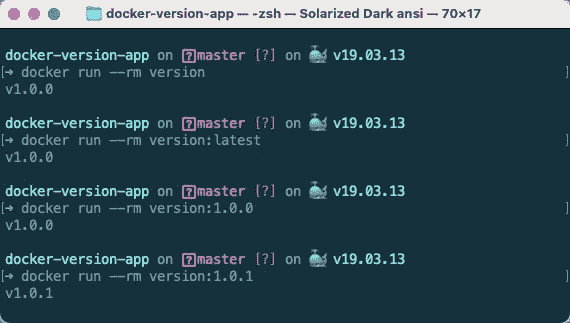 docker-version-app — -zsh — Solarized Dark ansi — 70×17
docker-version-app on master [?] on v19.03.13
[➜ docker run --rm version ]
v1.0.0
docker-version-app on master [?] on v19.03.13
[➜ docker run --rm version:latest ]
v1.0.0
docker-version-app on master [?] on v19.03.13
[➜ docker run --rm version:1.0.0 ]
v1.0.0
docker-version-app on master [?] on v19.03.13
[➜ docker run --rm version:1.0.1 ]
v1.0.1